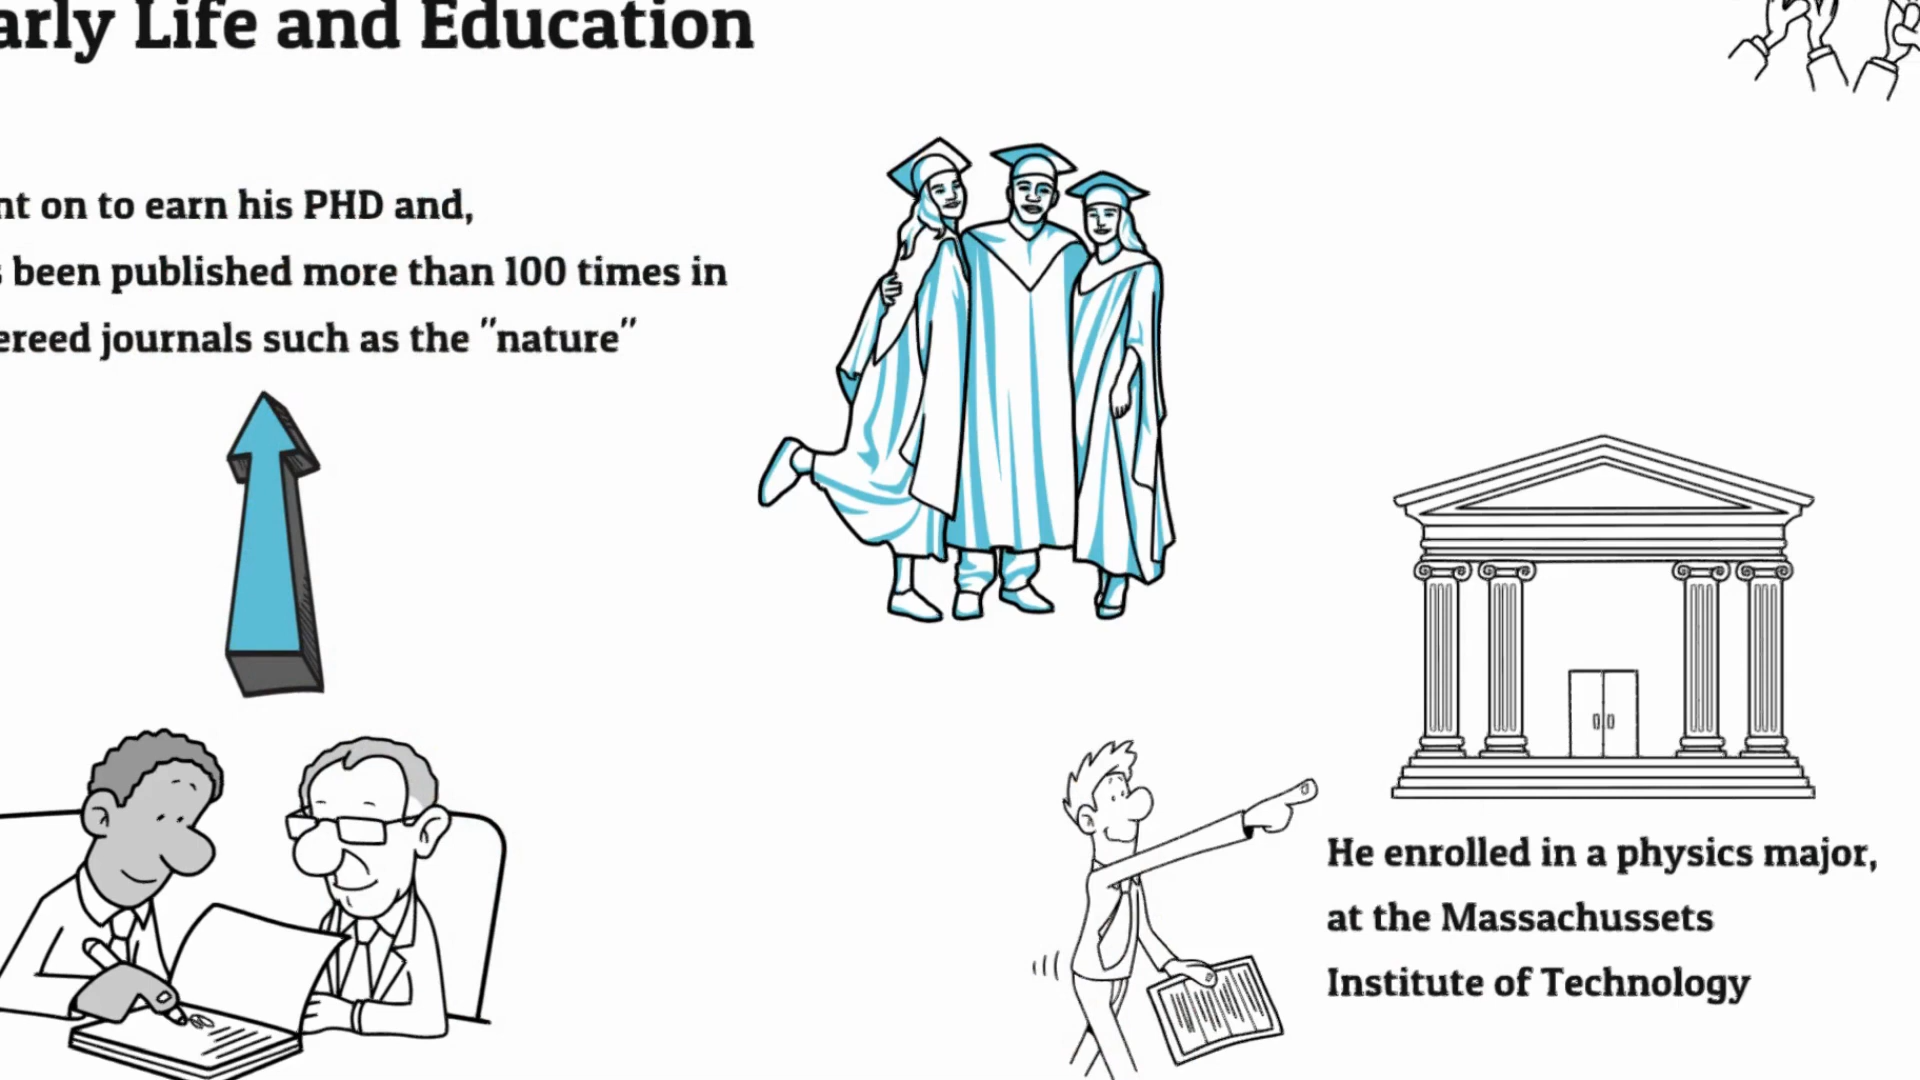 arly Life and Education
nt on to earn his PHD and,
s been published more than 100 times in
ereed journals such as the "nature"
He enrolled in a physics major,
at the Massachussets
Institute of Technology